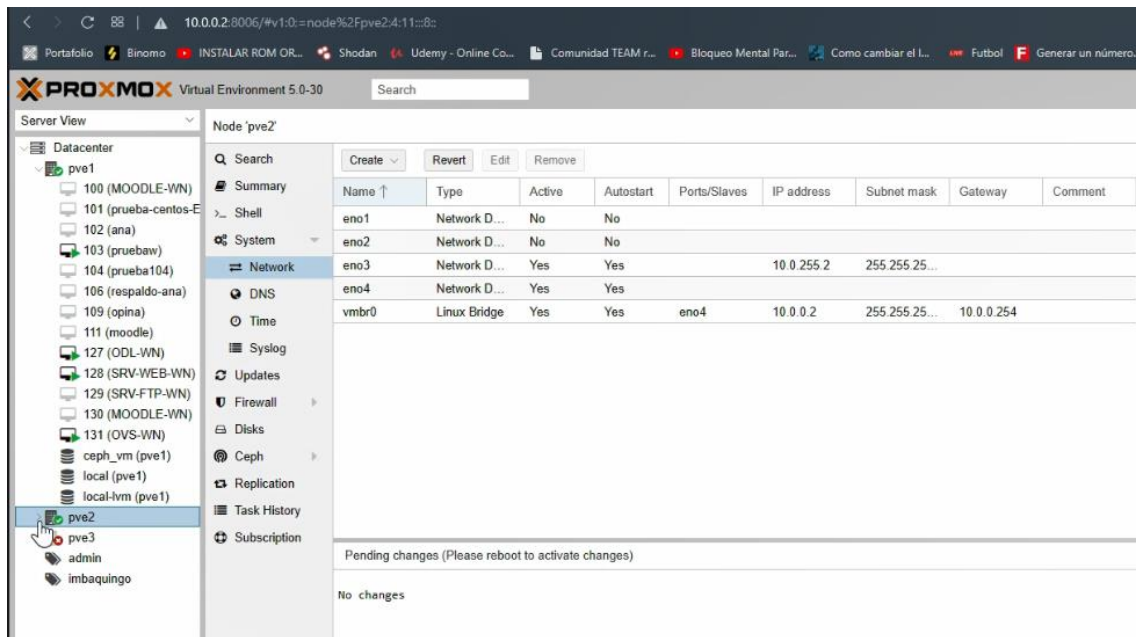 10.0.0.2:8006/#v1:0:=node%2Fpve2:4:11:::8::
Portafolio Binomo INSTALAR ROM OR... Shodan Udemy - Online Co... Comunidad TEAM r... Bloqueo Mental Par... Como cambiar el l... Futbol Generar un número.
PROXMOX Virtual Environment 5.0-30 Search
Server View
Datacenter
pve1
100 (MOODLE-WN)
101 (prueba-centos-E
102 (ana)
103 (pruebaw)
104 (prueba104)
106 (respaldo-ana)
109 (opina)
111 (moodle)
127 (ODL-WN)
128 (SRV-WEB-WN)
129 (SRV-FTP-WN)
130 (MOODLE-WN)
131 (OVS-WN)
ceph_vm (pve1)
local (pve1)
local-lvm (pve1)
pve2
pve3
admin
imbaquingo
Node 'pve2'
Search
Summary
Shell
System
Network
DNS
Time
Syslog
Updates
Firewall
Disks
Ceph
Replication
Task History
Subscription
Create Revert Edit Remove
Name Type Active Autostart Ports/Slaves IP address Subnet mask Gateway Comment
eno1 Network D... No No
eno2 Network D... No No
eno3 Network D... Yes Yes 10.0.255.2 255.255.25...
eno4 Network D... Yes Yes
vmbr0 Linux Bridge Yes Yes eno4 10.0.0.2 255.255.25... 10.0.0.254
Pending changes (Please reboot to activate changes)
No changes